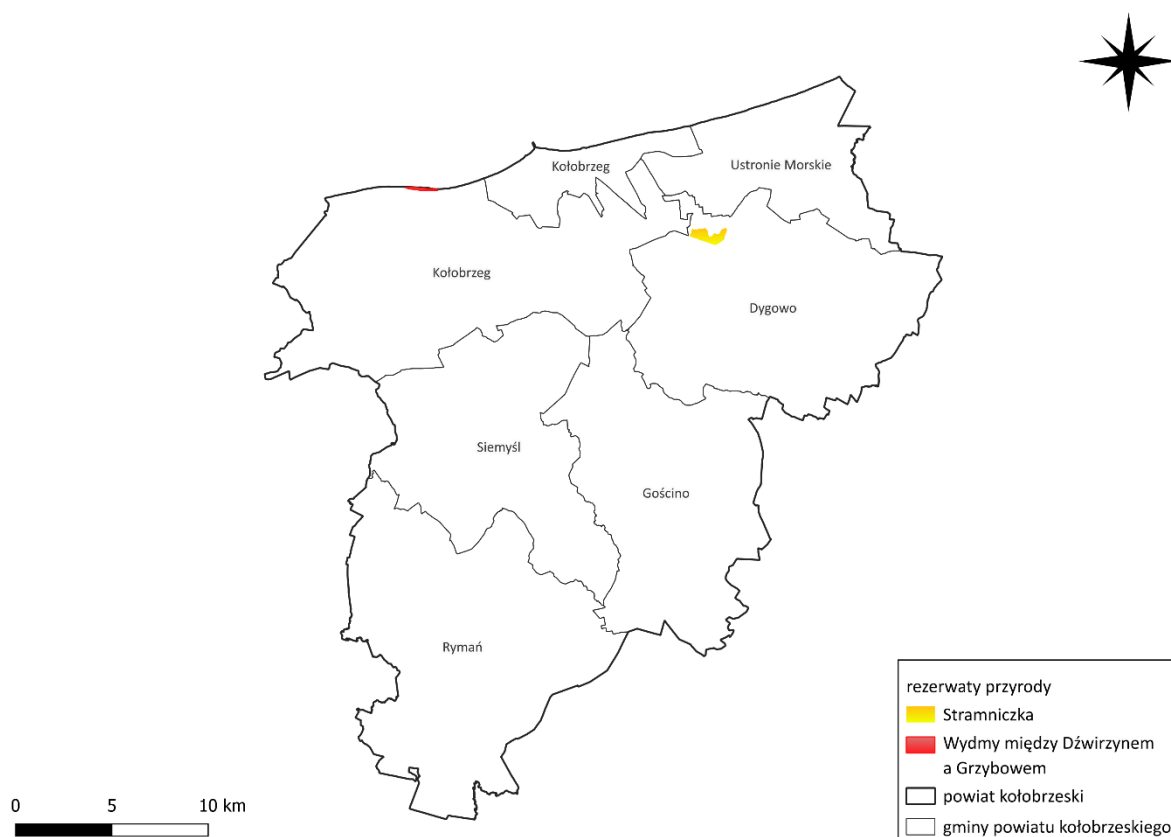 Kołobrzeg
Ustronie Morskie
Kołobrzeg
Dygowo
Siemyśl
Gościno
Rymań
rezerwaty przyrody
Stramniczka
Wydmy między Dźwirzynem
a Grzybowem
powiat kołobrzeski
gminy powiatu kołobrzeskiego
0 5 10 km